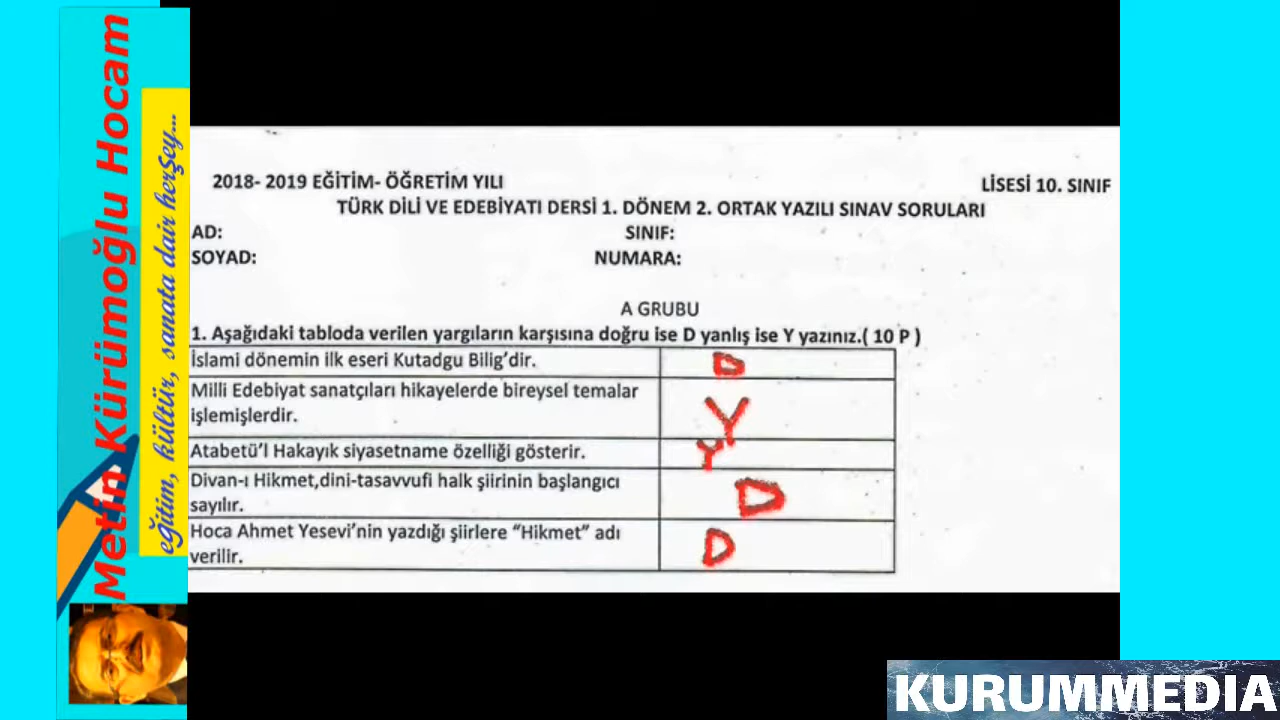 Metin Kürümoğlu Hocam
eğitim, kültür, sanata dair herşey...
2018- 2019 EĞİTİM- ÖĞRETİM YILI LİSESİ 10. SINIF
TÜRK DİLİ VE EDEBİYATI DERSİ 1. DÖNEM 2. ORTAK YAZILI SINAV SORULARI
AD: SINIF:
SOYAD: NUMARA:
A GRUBU
1. Aşağıdaki tabloda verilen yargıların karşısına doğru ise D yanlış ise Y yazınız.( 10 P )
İslami dönemin ilk eseri Kutadgu Bilig’dir. D
Milli Edebiyat sanatçıları hikayelerde bireysel temalar
işlemişlerdir. Y
Atabetü’l Hakayık siyasetname özelliği gösterir. Y
Divan-ı Hikmet,dini-tasavvufi halk şiirinin başlangıcı
sayılır. D
Hoca Ahmet Yesevi’nin yazdığı şiirlere “Hikmet” adı
verilir. D
KURUMMEDIA